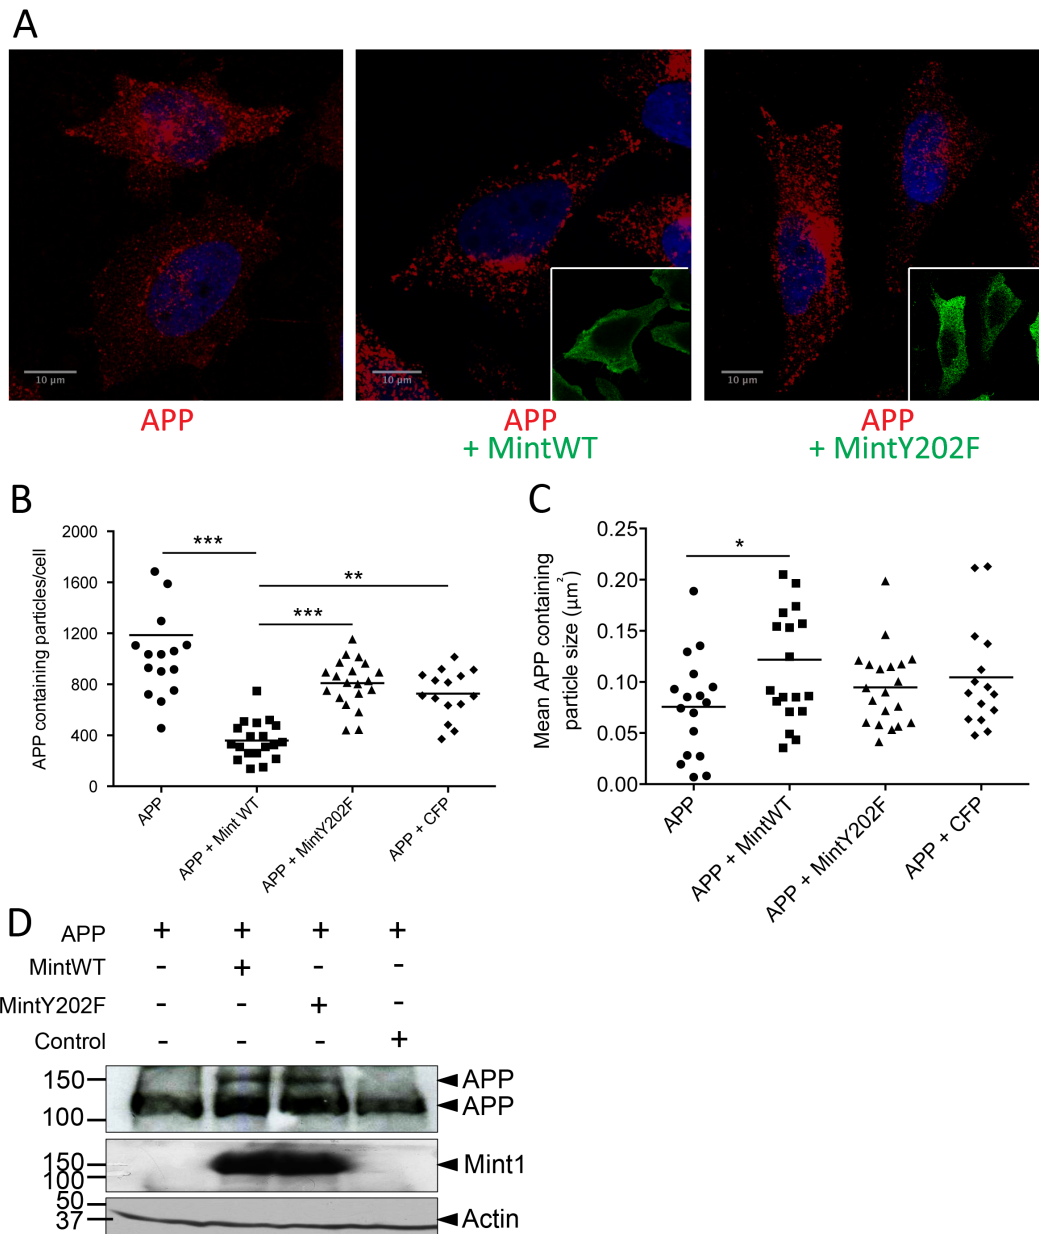 A
10 µm
10 µm
10 µm
APP
APP
+ MintWT
APP
+ MintY202F
B
APP containing particles/cell
2000
1600
1200
800
400
0
***
**
***
APP
APP + Mint WT
APP + MintY202F
APP + CFP
C
Mean APP containing
particle size (µm²)
0.25
0.20
0.15
0.10
0.05
0.00
*
APP
APP + MintWT
APP + MintY202F
APP + CFP
D
APP + + + +
MintWT - + - -
MintY202F - - + -
Control - - - +
150 APP
100 APP
150 Mint1
100
50
37 Actin